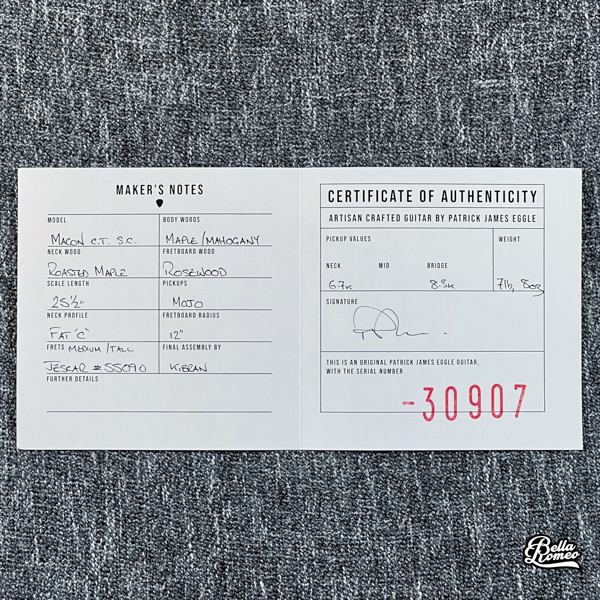 MAKER'S NOTES
MODEL
MACON C.T. S.C.
BODY WOODS
MAPLE/MAHOGANY
NECK WOOD
ROASTED MAPLE
FRETBOARD WOOD
ROSEWOOD
SCALE LENGTH
25½"
PICKUPS
MOJO
NECK PROFILE
FAT 'C'
FRETBOARD RADIUS
12"
FRETS MEDIUM/TALL
JESCAR #55090
FINAL ASSEMBLY BY
KIERAN
FURTHER DETAILS
CERTIFICATE OF AUTHENTICITY
ARTISAN CRAFTED GUITAR BY PATRICK JAMES EGGLE
PICKUP VALUES
WEIGHT
NECK MID BRIDGE
6.7K 8.3K 7lb, 8oz
SIGNATURE
THIS IS AN ORIGINAL PATRICK JAMES EGGLE GUITAR,
WITH THE SERIAL NUMBER
-30907
Bella
Romeo